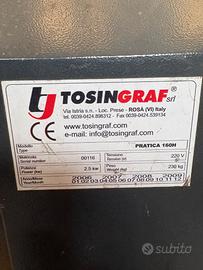 TOSINGRAF srl
Via Istria s.n. - Loc. Prese - ROSÀ (VI) Italy
tel. 0039-0424.898312 - Fax 0039-0424.539134
CE
www.tosingraf.com
e-mail: info@tosingraf.com
Modello
Type
PRATICA 160H
Matricola
Serial number
00116
Tensione
Tension
220 V
Potenza
Power (kw)
2,5 kw
Peso
Weight (Kg)
230 kg
Anno/Mese
Year/Month
2006 2007 2008 2009
01 02 03 04 05 06 07 08 09 10 11 12
subito